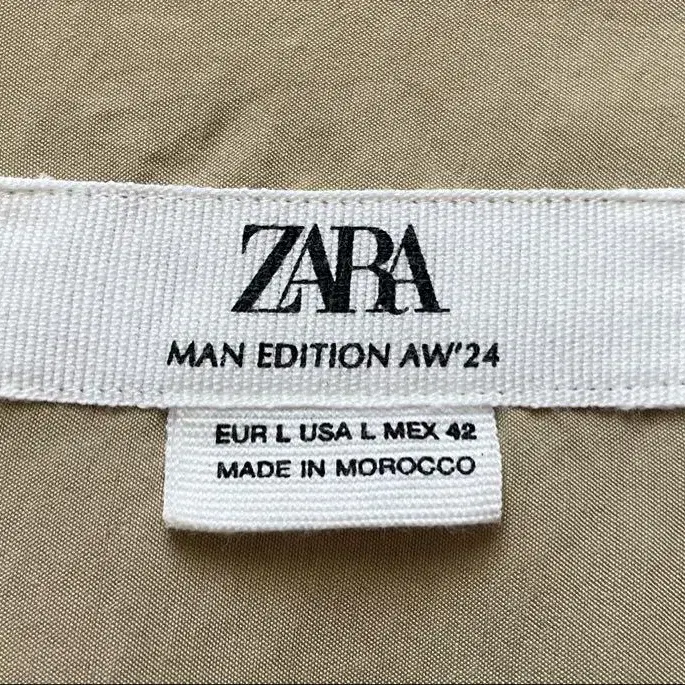 ZARA
MAN EDITION AW'24
EUR L USA L MEX 42
MADE IN MOROCCO